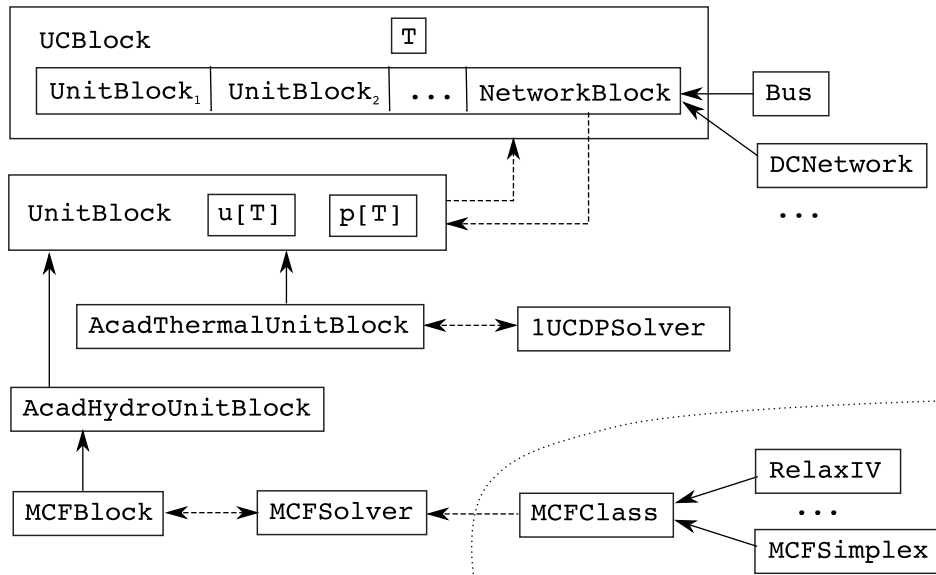 UCBlock
T
UnitBlock1
UnitBlock2
...
NetworkBlock
Bus
DCNetwork
...
UnitBlock
u[T]
p[T]
AcadThermalUnitBlock
1UCDPSolver
AcadHydroUnitBlock
RelaxIV
...
MCFBlock
MCFSolver
MCFClass
MCFSimplex